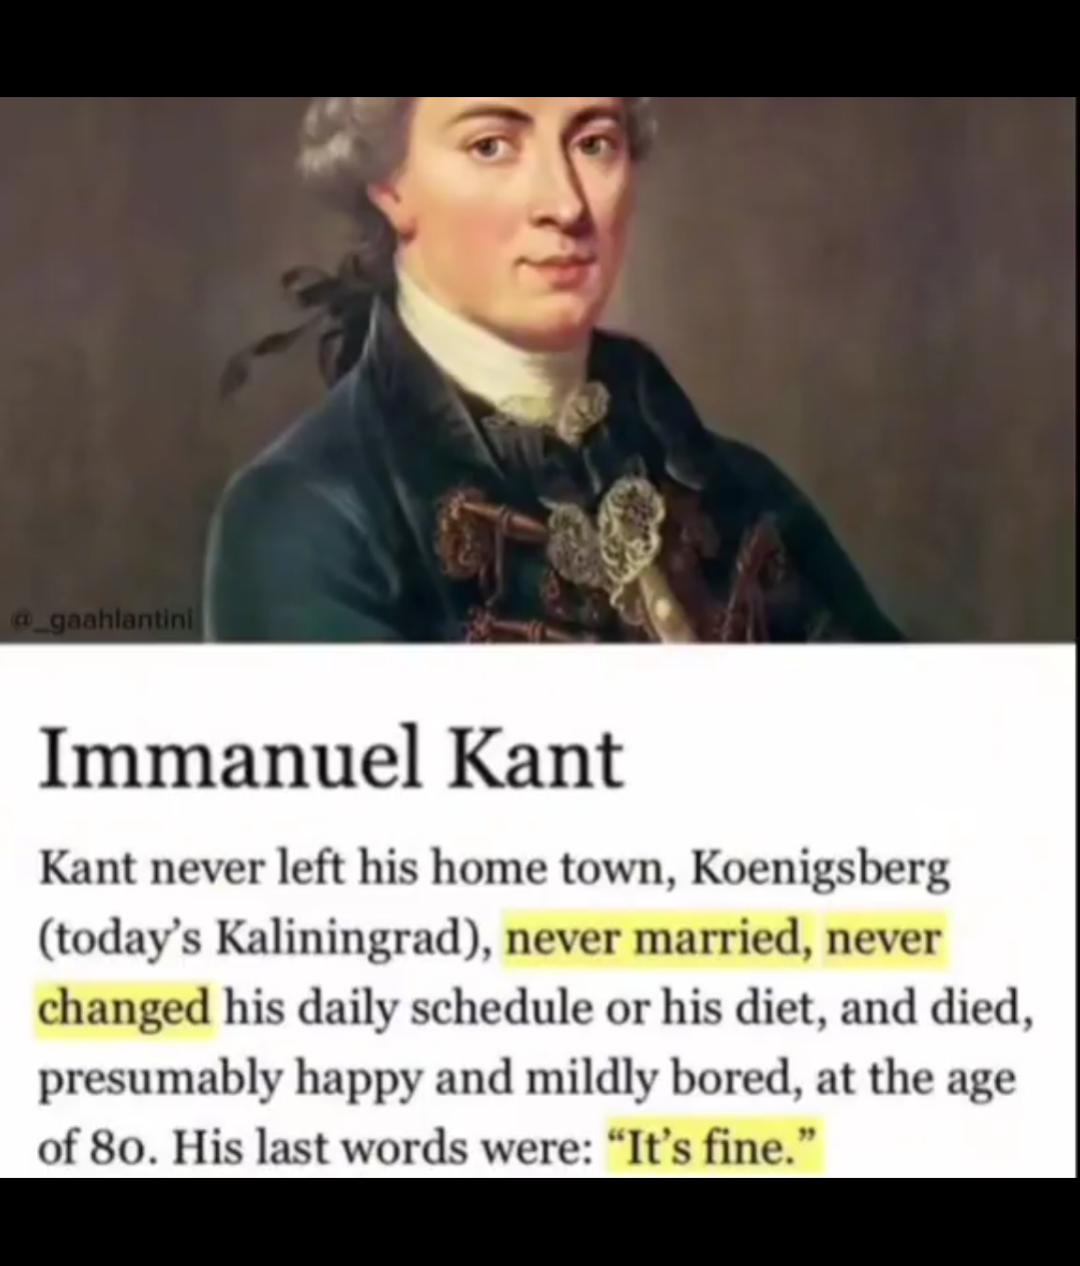 @_gaahlantini
Immanuel Kant
Kant never left his home town, Koenigsberg
(today’s Kaliningrad), never married, never
changed his daily schedule or his diet, and died,
presumably happy and mildly bored, at the age
of 80. His last words were: “It’s fine.”